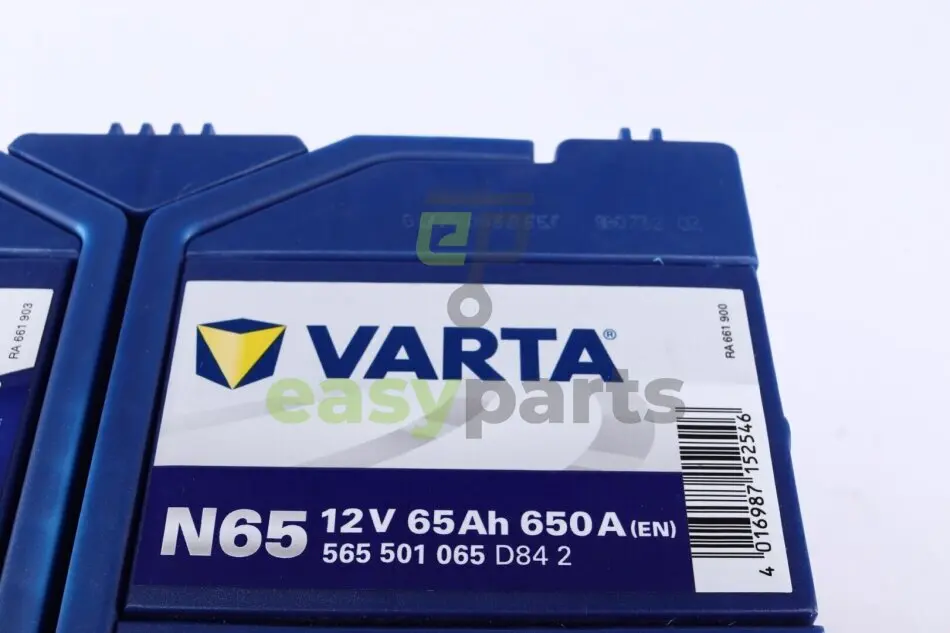 RA 661 903
RA 661 900
VARTA®
easyparts
N65 12V 65Ah 650A (EN)
565 501 065 D84 2
4 016987 152546